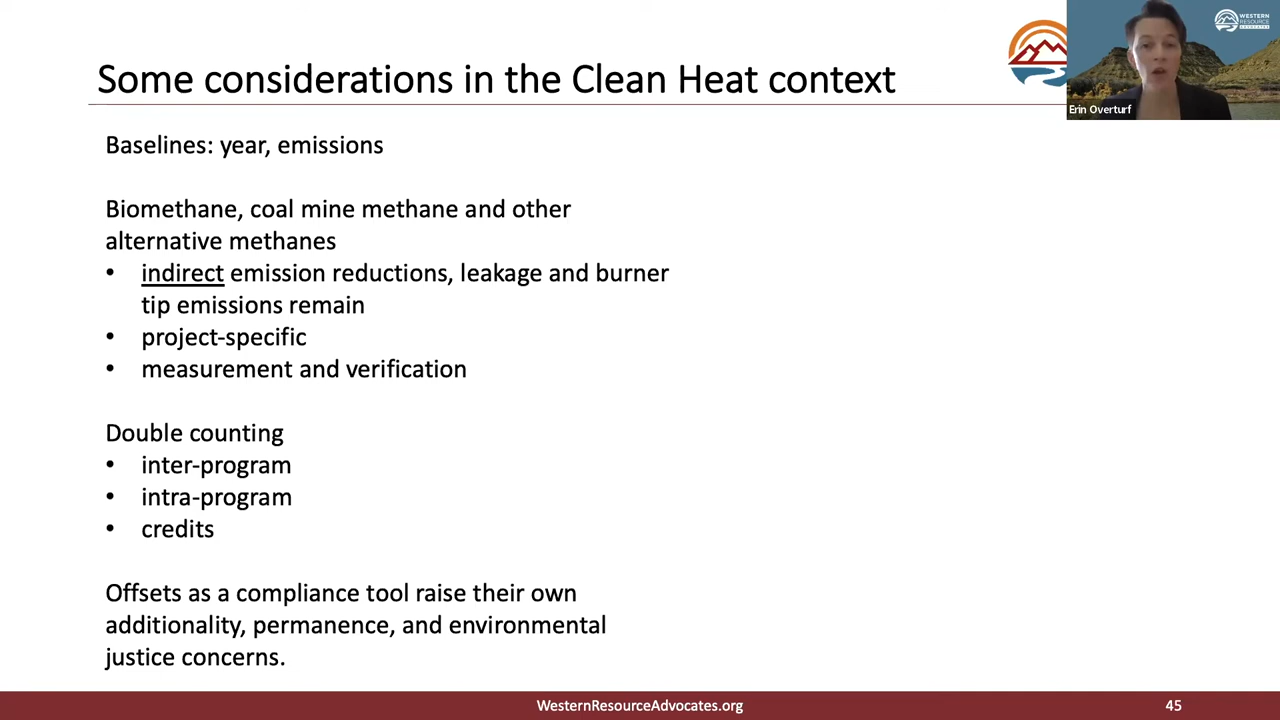 Some considerations in the Clean Heat context
WESTERN
RESOURCE
ADVOCATES
Erin Overturf
Baselines: year, emissions
Biomethane, coal mine methane and other
alternative methanes
• indirect emission reductions, leakage and burner
tip emissions remain
• project-specific
• measurement and verification
Double counting
• inter-program
• intra-program
• credits
Offsets as a compliance tool raise their own
additionality, permanence, and environmental
justice concerns.
WesternResourceAdvocates.org
45